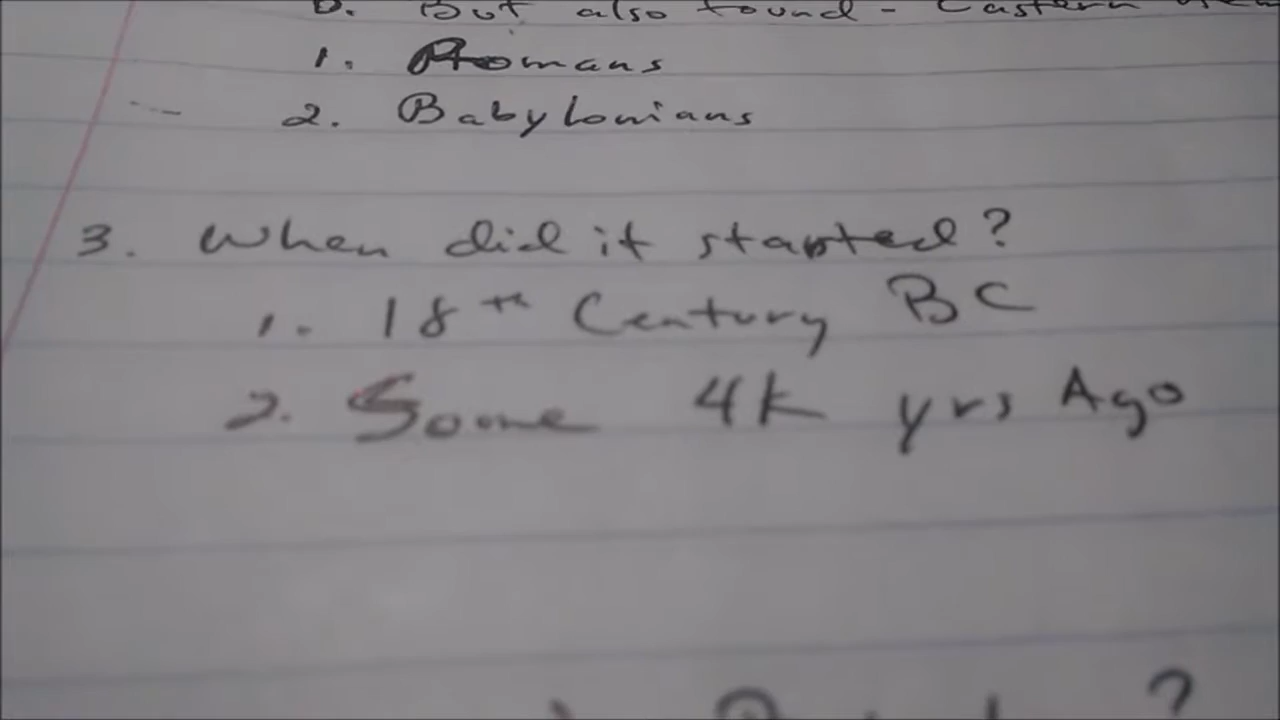 But also found - Eastern
1. Romans
2. Babylonians
3. When did it started?
1. 18th Century BC
2. Some 4k yrs Ago
?